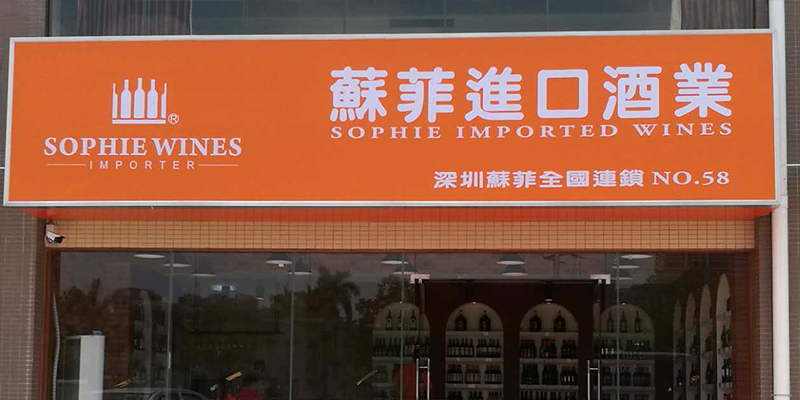 ®
SOPHIE WINES
IMPORTER
蘇菲進口酒業
SOPHIE IMPORTED WINES
深圳蘇菲全國連鎖 NO.58